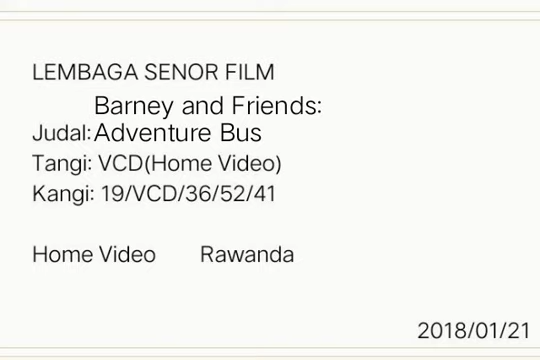 LEMBAGA SENOR FILM
Barney and Friends:
Judal:Adventure Bus
Tangi: VCD(Home Video)
Kangi: 19/VCD/36/52/41
Home Video Rawanda
2018/01/21